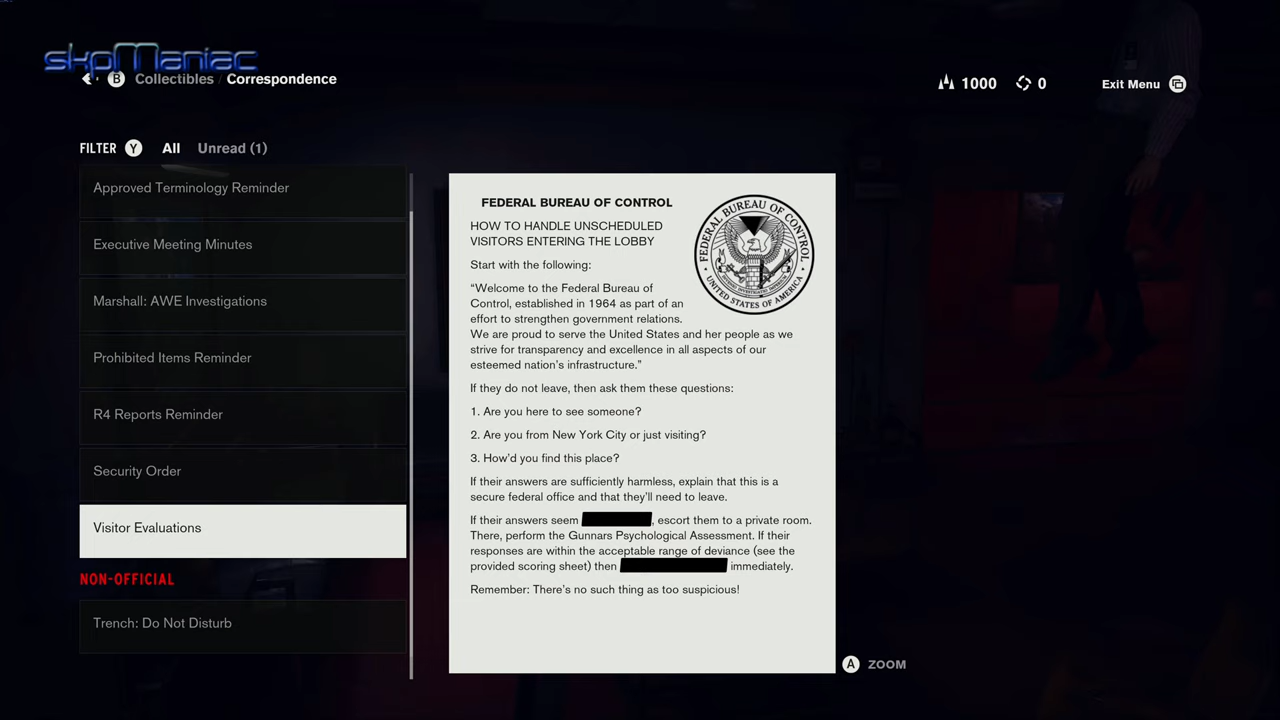 skpManiac
B Collectibles / Correspondence
1000
0
Exit Menu
FILTER Y All Unread (1)
Approved Terminology Reminder
Executive Meeting Minutes
Marshall: AWE Investigations
Prohibited Items Reminder
R4 Reports Reminder
Security Order
Visitor Evaluations
NON-OFFICIAL
Trench: Do Not Disturb
FEDERAL BUREAU OF CONTROL
HOW TO HANDLE UNSCHEDULED
VISITORS ENTERING THE LOBBY
Start with the following:
“Welcome to the Federal Bureau of
Control, established in 1964 as part of an
effort to strengthen government relations.
We are proud to serve the United States and her people as we
strive for transparency and excellence in all aspects of our
esteemed nation’s infrastructure.”
If they do not leave, then ask them these questions:
1. Are you here to see someone?
2. Are you from New York City or just visiting?
3. How’d you find this place?
If their answers are sufficiently harmless, explain that this is a
secure federal office and that they’ll need to leave.
If their answers seem , escort them to a private room.
There, perform the Gunnars Psychological Assessment. If their
responses are within the acceptable range of deviance (see the
provided scoring sheet) then immediately.
Remember: There’s no such thing as too suspicious!
FEDERAL BUREAU OF CONTROL
UNITED STATES OF AMERICA
A ZOOM